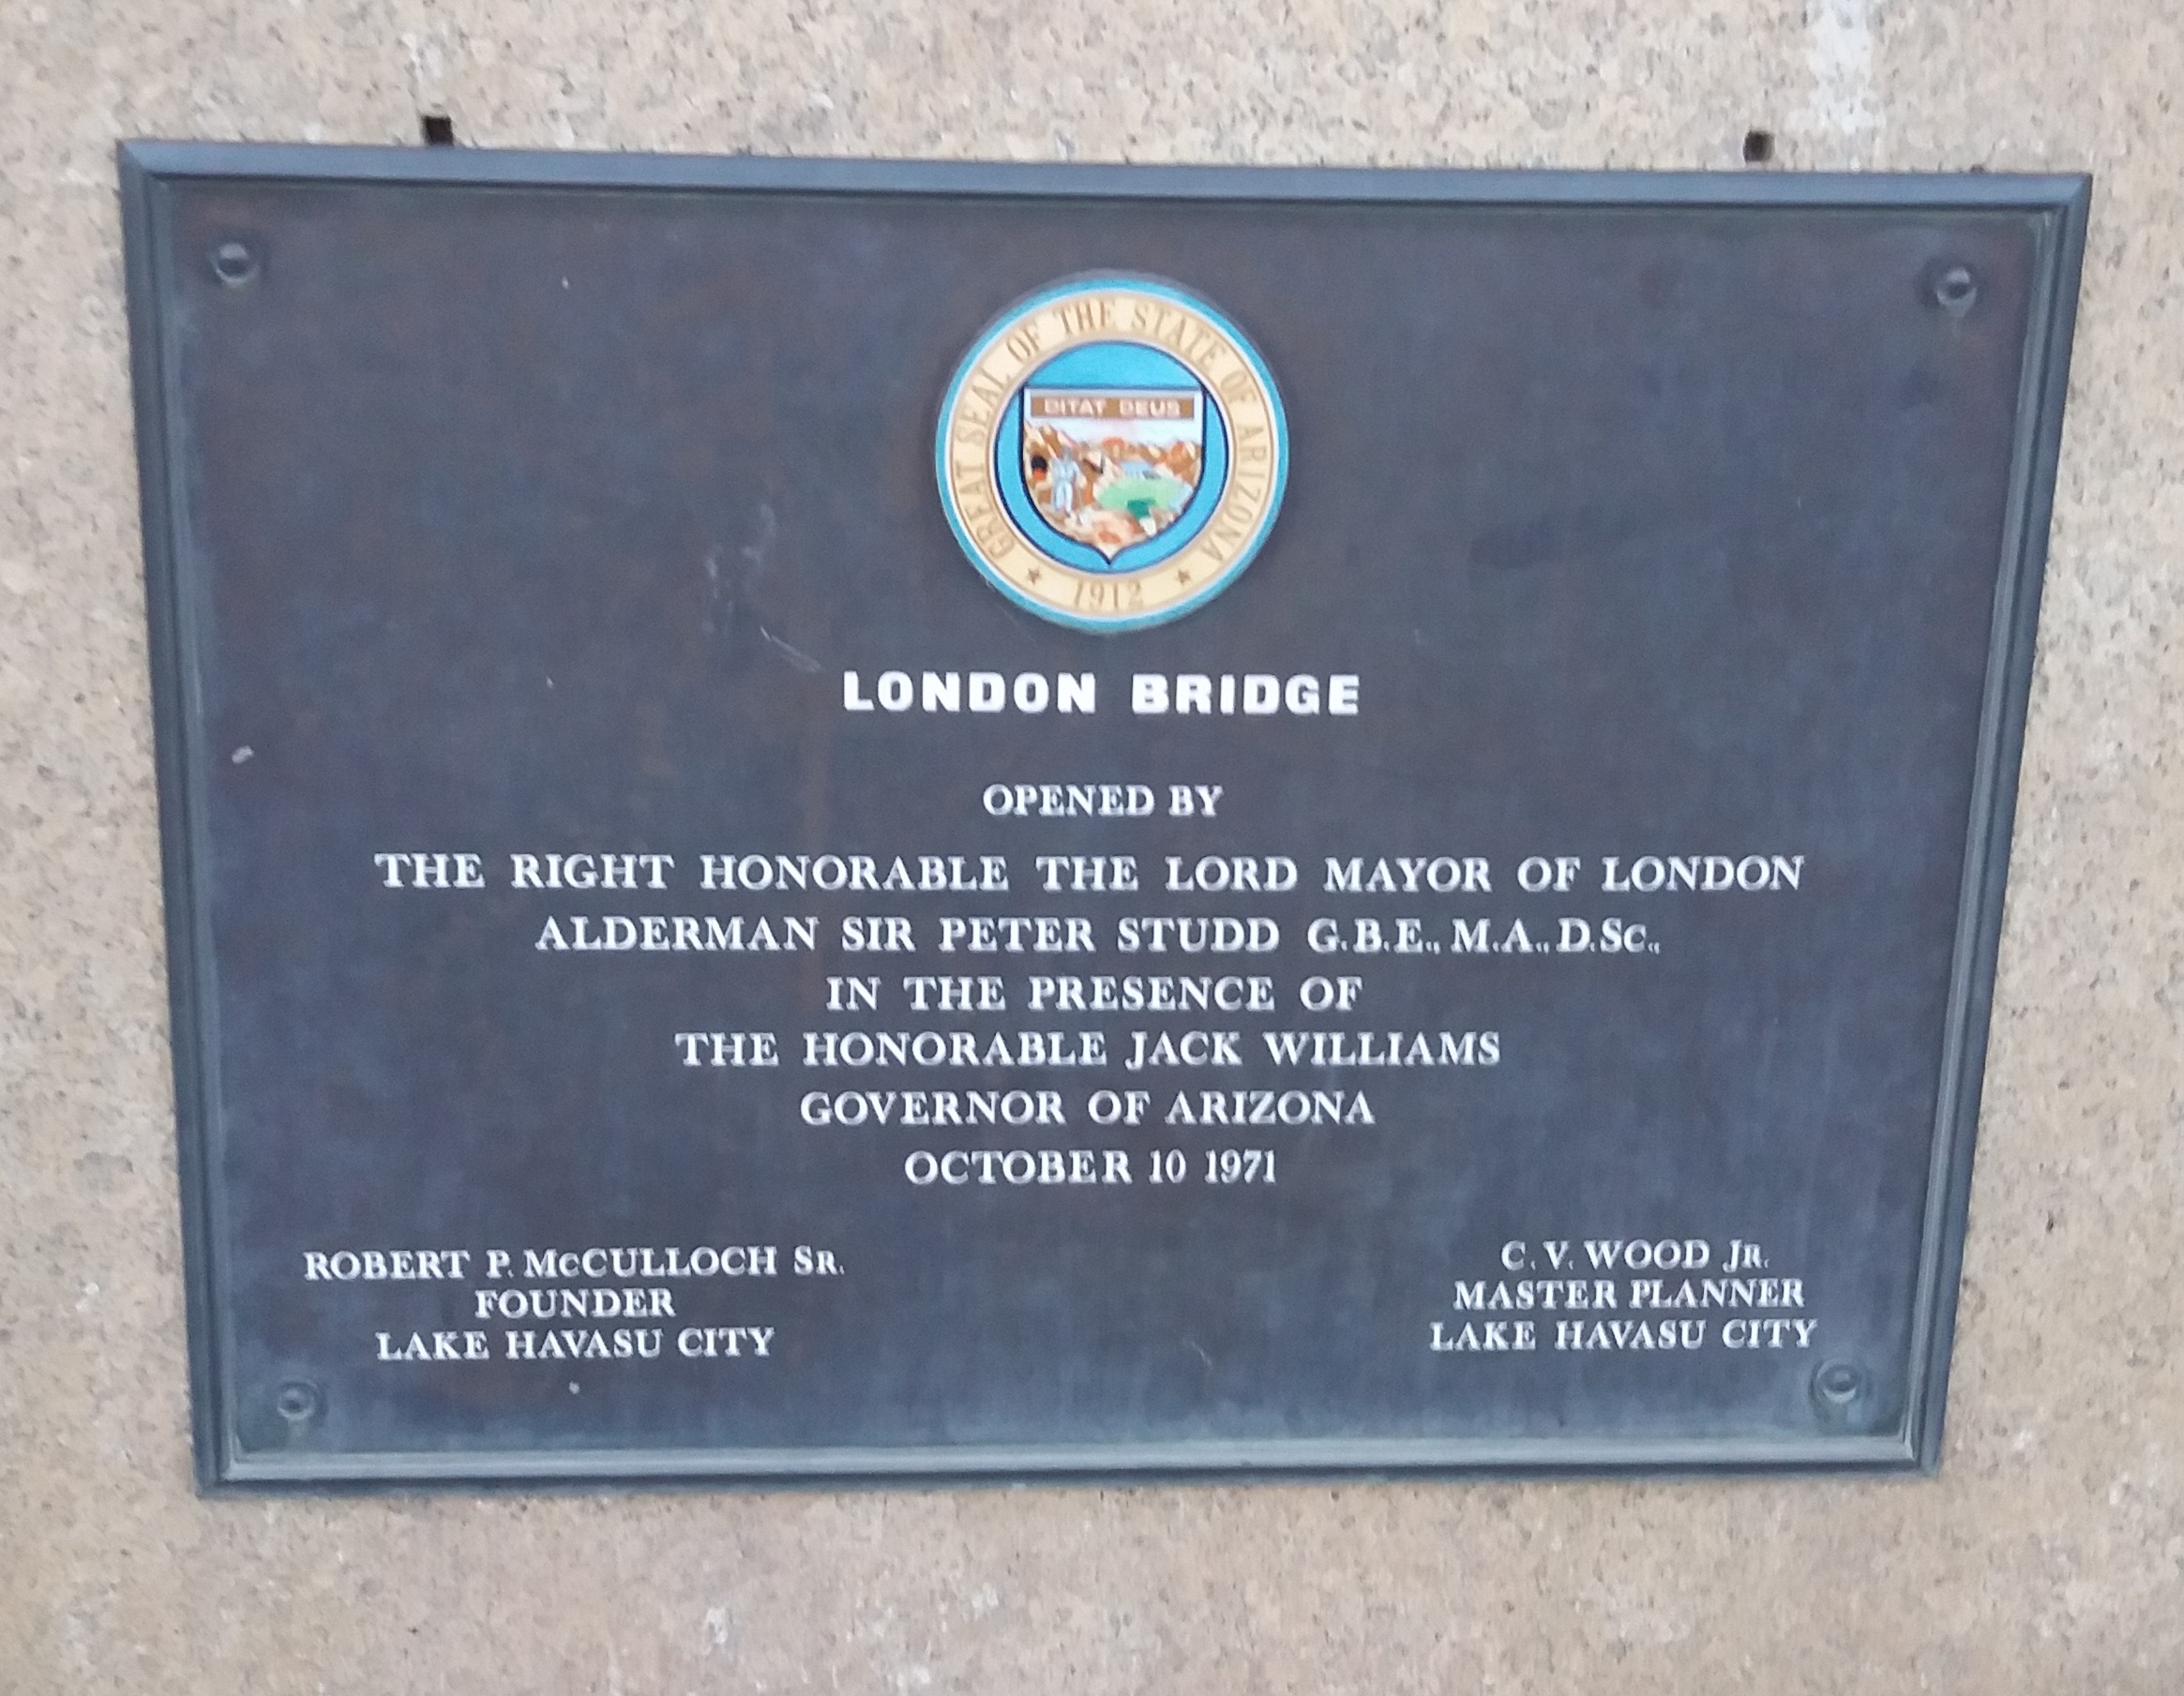 GREAT SEAL OF THE STATE OF ARIZONA
DITAT DEUS
★ 1912 ★
LONDON BRIDGE
OPENED BY
THE RIGHT HONORABLE THE LORD MAYOR OF LONDON
ALDERMAN SIR PETER STUDD G.B.E., M.A., D.Sc.,
IN THE PRESENCE OF
THE HONORABLE JACK WILLIAMS
GOVERNOR OF ARIZONA
OCTOBER 10 1971
ROBERT P. McCULLOCH SR.
FOUNDER
LAKE HAVASU CITY
C. V. WOOD JR.
MASTER PLANNER
LAKE HAVASU CITY